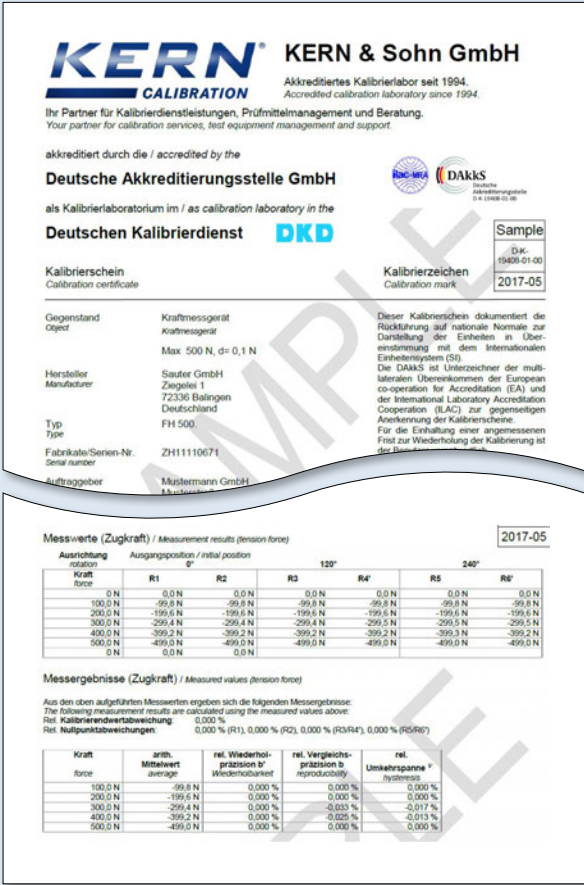 KERN®
CALIBRATION
KERN & Sohn GmbH
Akkreditiertes Kalibrierlabor seit 1994.
Accredited calibration laboratory since 1994.
Ihr Partner für Kalibrierdienstleistungen, Prüfmittelmanagement und Beratung.
Your partner for calibration services, test equipment management and support.
akkreditiert durch die / accredited by the
Deutsche Akkreditierungsstelle GmbH
ilac-MRA
DAkkS
Deutsche
Akkreditierungsstelle
D-K-19408-01-00
als Kalibrierlaboratorium im / as calibration laboratory in the
Deutschen Kalibrierdienst
DKD
Sample
D-K-
19408-01-00
2017-05
Kalibrierschein
Calibration certificate
Kalibrierzeichen
Calibration mark
Gegenstand
Object
Kraftmessgerät
Kraftmessgerät
Max 500 N, d= 0,1 N
Hersteller
Manufacturer
Sauter GmbH
Ziegelei 1
72336 Balingen
Deutschland
Typ
Type
FH 500.
Fabrikate/Serien-Nr.
Serial number
ZH11110671
Auftraggeber
Mustermann GmbH
Dieser Kalibrierschein dokumentiert die
Rückführung auf nationale Normale zur
Darstellung der Einheiten in Über-
einstimmung mit dem Internationalen
Einheitensystem (SI).
Die DAkkS ist Unterzeichner der multi-
lateralen Übereinkommen der European
co-operation for Accreditation (EA) und
der International Laboratory Accreditation
Cooperation (ILAC) zur gegenseitigen
Anerkennung der Kalibrierscheine.
Für die Einhaltung einer angemessenen
Frist zur Wiederholung der Kalibrierung ist
der Benutzer
Messwerte (Zugkraft) / Measurement results (tension force)
2017-05
Ausrichtung Ausgangsposition / initial position
rotation 0° 120° 240°
Kraft R1 R2 R3 R4' R5 R6'
force
0 N 0,0 N 0,0 N 0,0 N 0,0 N 0,0 N 0,0 N
100,0 N -99,8 N -99,8 N -99,8 N -99,8 N -99,8 N -99,8 N
200,0 N -199,6 N -199,6 N -199,6 N -199,6 N -199,6 N -199,6 N
300,0 N -299,4 N -299,4 N -299,4 N -299,5 N -299,5 N -299,5 N
400,0 N -399,2 N -399,2 N -399,2 N -399,2 N -399,3 N -399,2 N
500,0 N -499,0 N -499,0 N -499,0 N -499,0 N -499,0 N -499,0 N
0 N 0,0 N 0,0 N
Messergebnisse (Zugkraft) / Measured values (tension force)
Aus den oben aufgeführten Messwerten ergeben sich die folgenden Messergebnisse:
The following measurement results are calculated using the measured values above:
Rel. Kalibrierendwertabweichung: 0,000 %
Rel. Nullpunktabweichungen: 0,000 % (R1), 0,000 % (R2), 0,000 % (R3/R4'), 0,000 % (R5/R6')
Kraft arith. rel. Wiederhol- rel. Vergleichs- rel.
Mittelwert präzision b' präzision b Umkehrspanne
force average Wiederholbarkeit reproducibility hysteresis
100,0 N -99,8 N 0,000 % 0,000 % 0,000 %
200,0 N -199,6 N 0,000 % 0,000 % 0,000 %
300,0 N -299,4 N 0,000 % -0,033 % -0,017 %
400,0 N -399,2 N 0,000 % -0,025 % -0,013 %
500,0 N -499,0 N 0,000 % 0,000 % 0,000 %